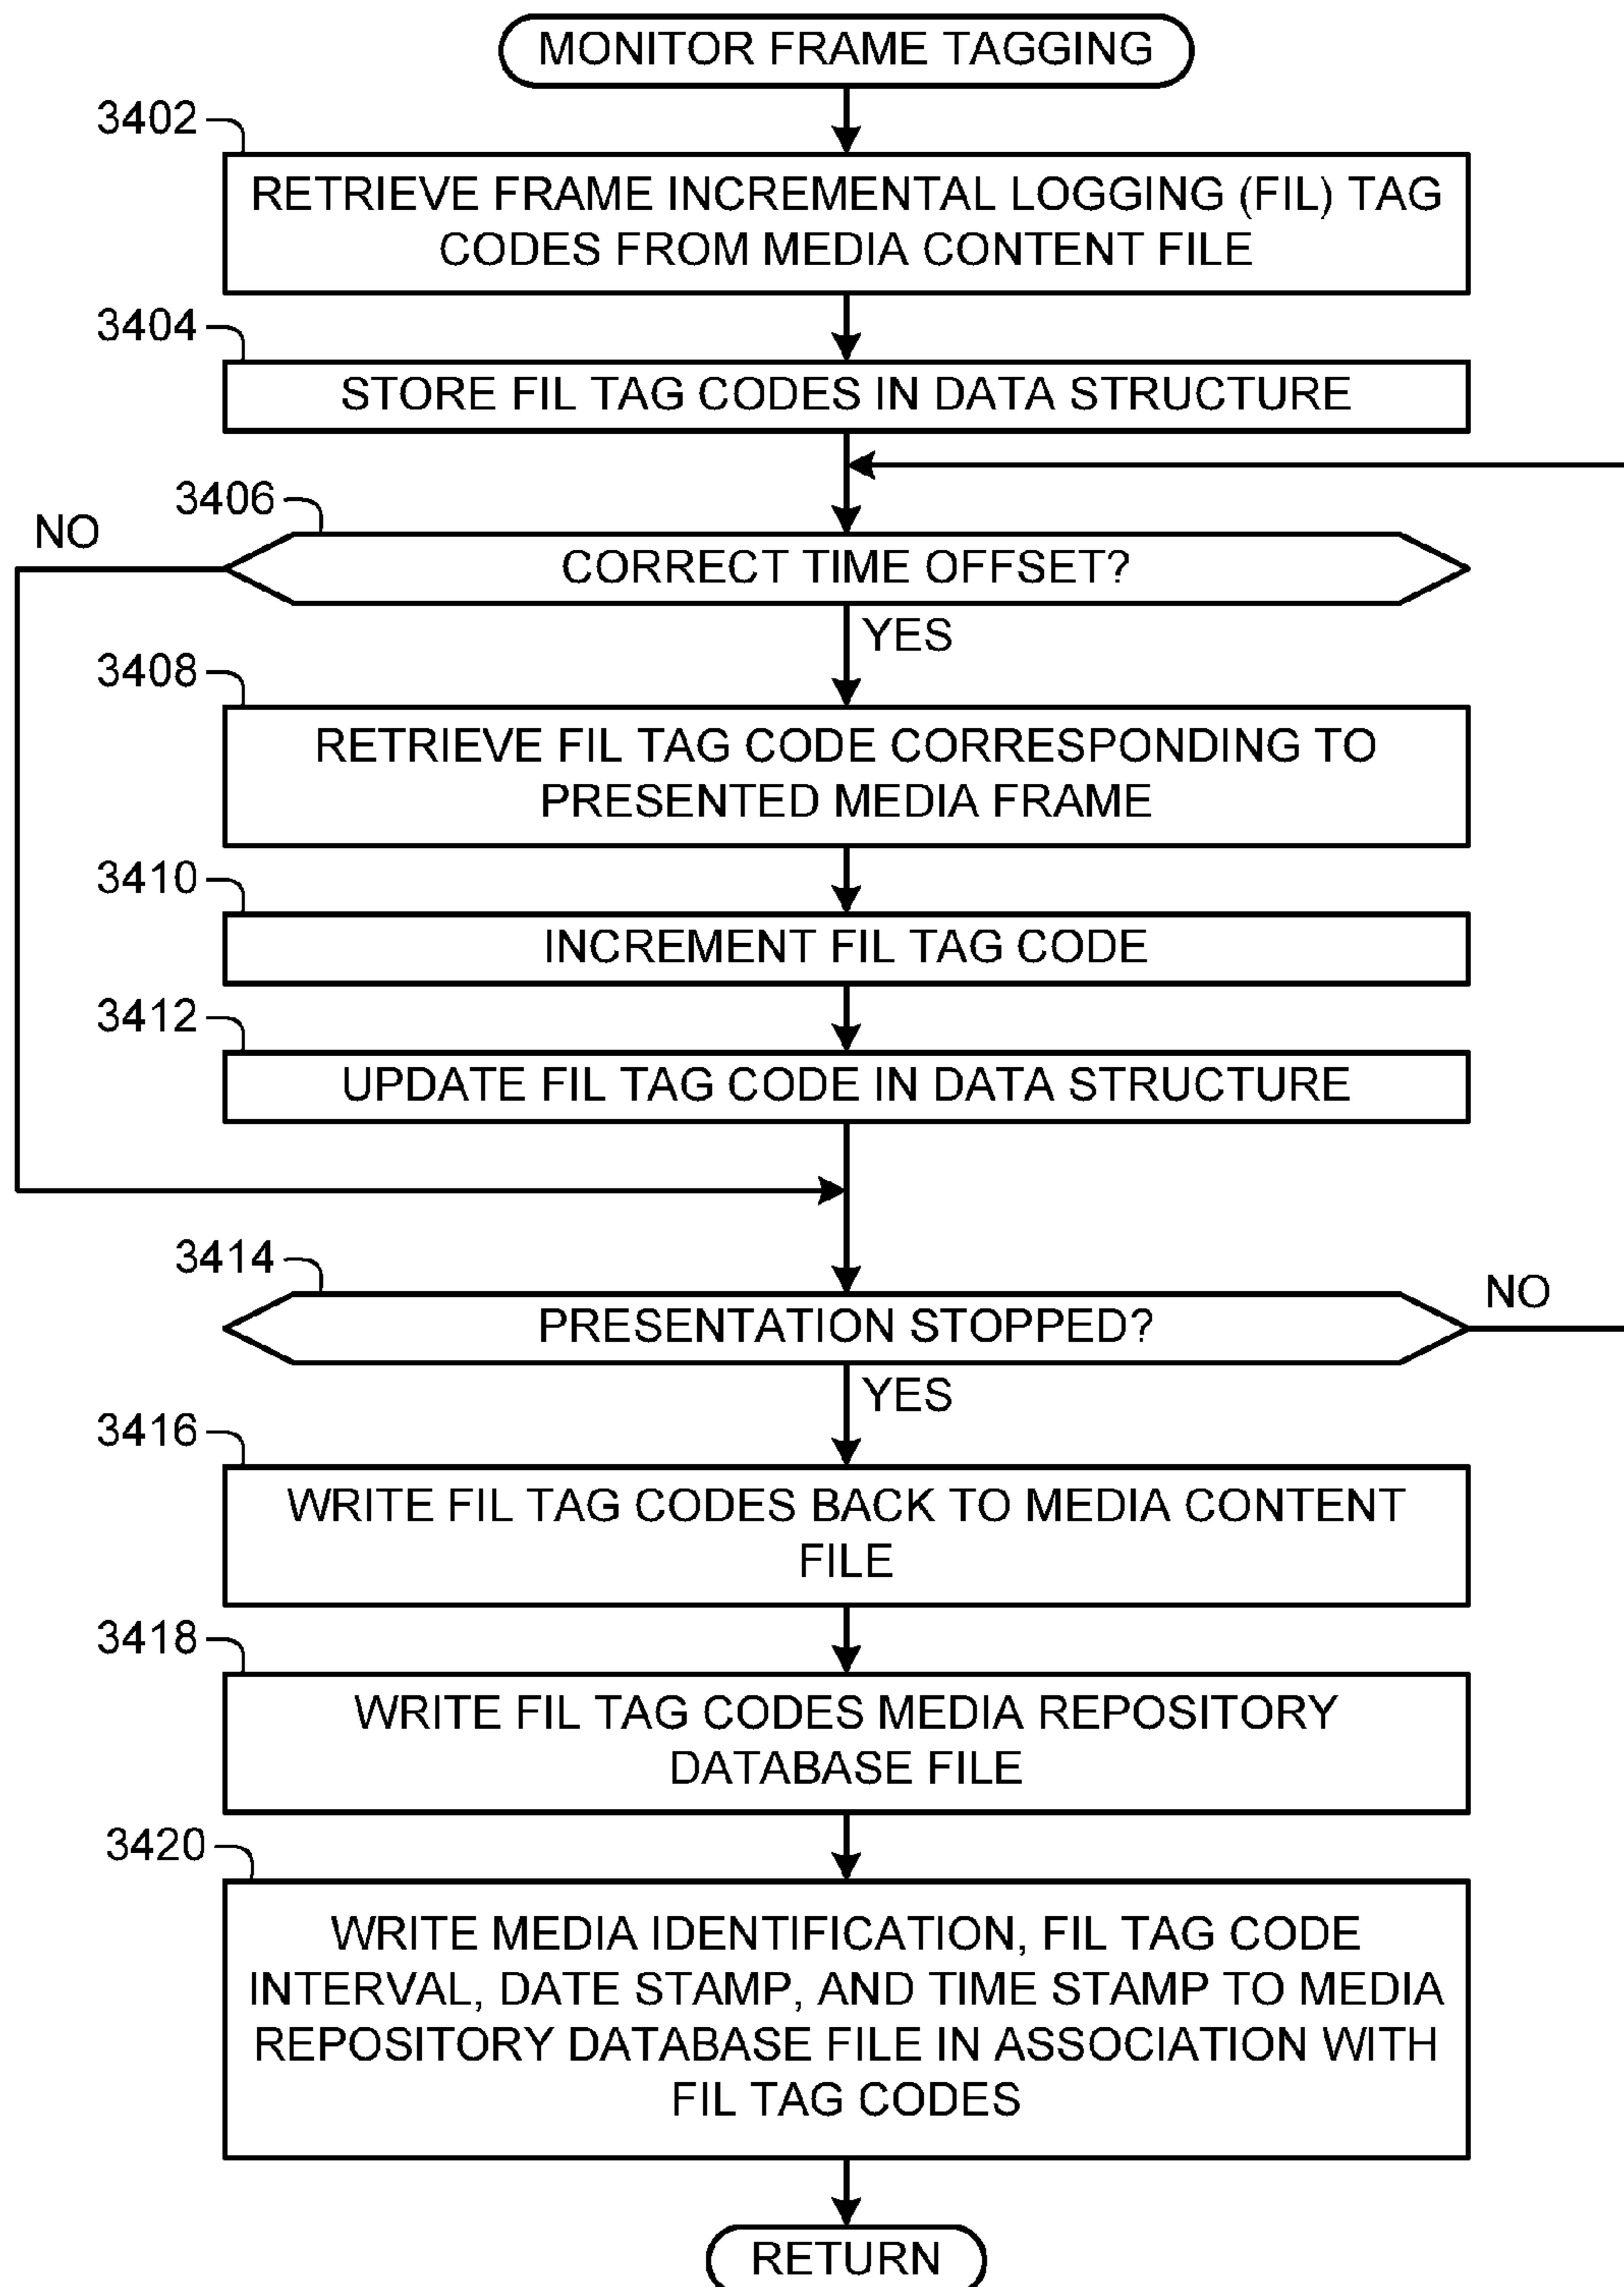 MONITOR FRAME TAGGING
3402
RETRIEVE FRAME INCREMENTAL LOGGING (FIL) TAG
CODES FROM MEDIA CONTENT FILE
3404
STORE FIL TAG CODES IN DATA STRUCTURE
3406
NO
CORRECT TIME OFFSET?
YES
3408
RETRIEVE FIL TAG CODE CORRESPONDING TO
PRESENTED MEDIA FRAME
3410
INCREMENT FIL TAG CODE
3412
UPDATE FIL TAG CODE IN DATA STRUCTURE
3414
NO
PRESENTATION STOPPED?
YES
3416
WRITE FIL TAG CODES BACK TO MEDIA CONTENT
FILE
3418
WRITE FIL TAG CODES MEDIA REPOSITORY
DATABASE FILE
3420
WRITE MEDIA IDENTIFICATION, FIL TAG CODE
INTERVAL, DATE STAMP, AND TIME STAMP TO MEDIA
REPOSITORY DATABASE FILE IN ASSOCIATION WITH
FIL TAG CODES
RETURN